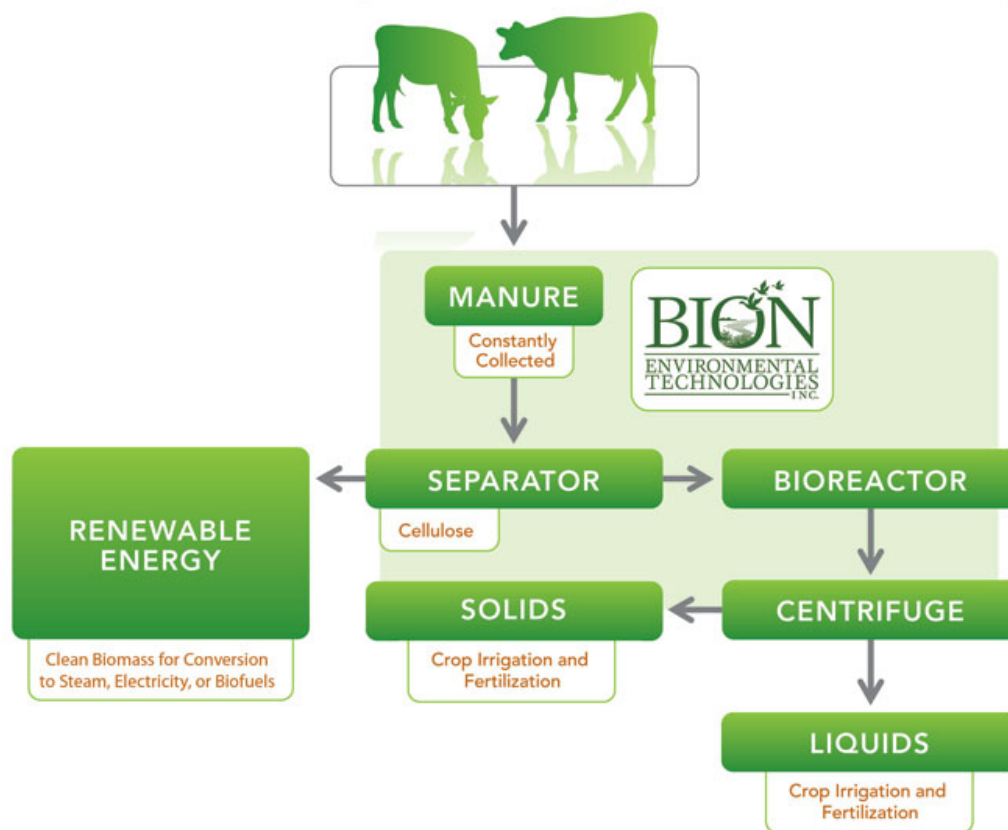 MANURE
Constantly
Collected
BION
ENVIRONMENTAL
TECHNOLOGIES
INC.
SEPARATOR
Cellulose
BIOREACTOR
RENEWABLE
ENERGY
Clean Biomass for Conversion
to Steam, Electricity, or Biofuels
SOLIDS
Crop Irrigation and
Fertilization
CENTRIFUGE
LIQUIDS
Crop Irrigation and
Fertilization